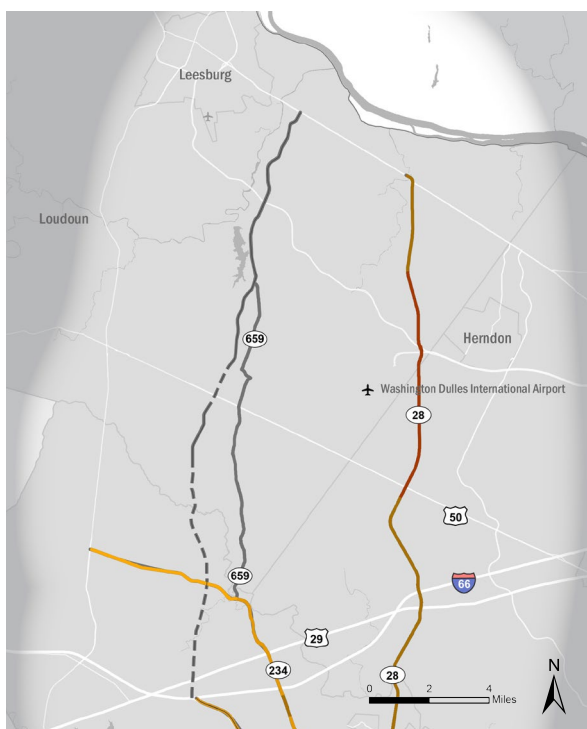 Leesburg
Loudoun
659
Herndon
Washington Dulles International Airport
28
50
659
66
29
234
28
N
0 2 4
Miles